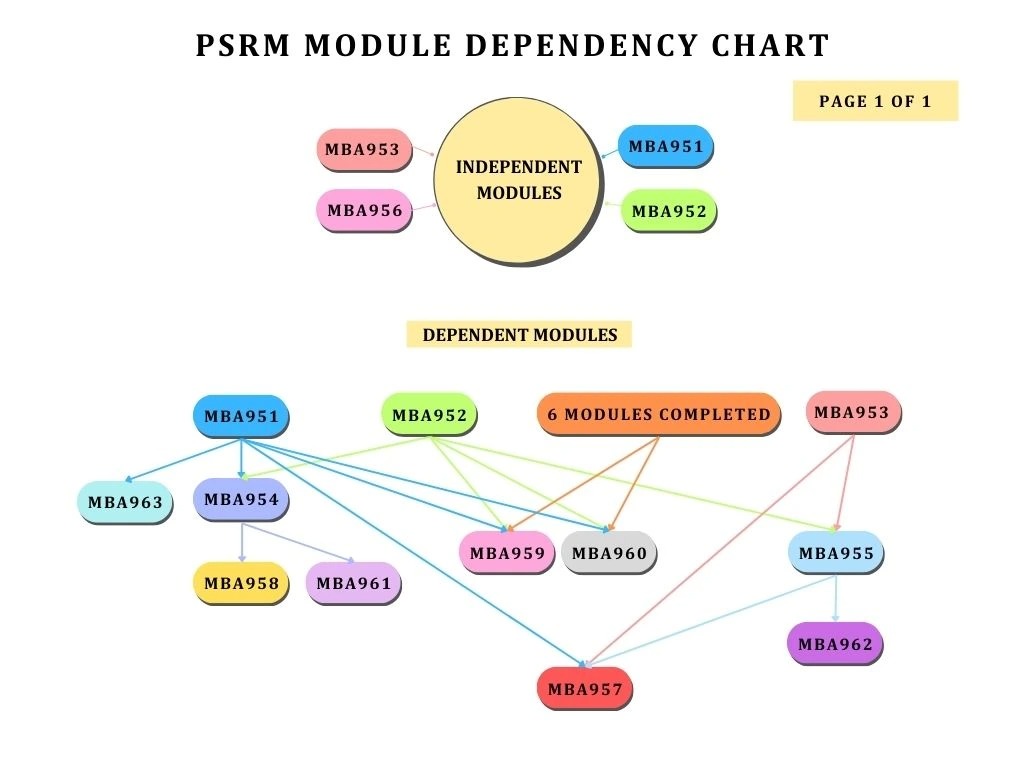 PSRM MODULE DEPENDENCY CHART
PAGE 1 OF 1
MBA953
INDEPENDENT
MODULES
MBA951
MBA956
MBA952
DEPENDENT MODULES
MBA951
MBA952
6 MODULES COMPLETED
MBA953
MBA963
MBA954
MBA959
MBA960
MBA955
MBA958
MBA961
MBA962
MBA957